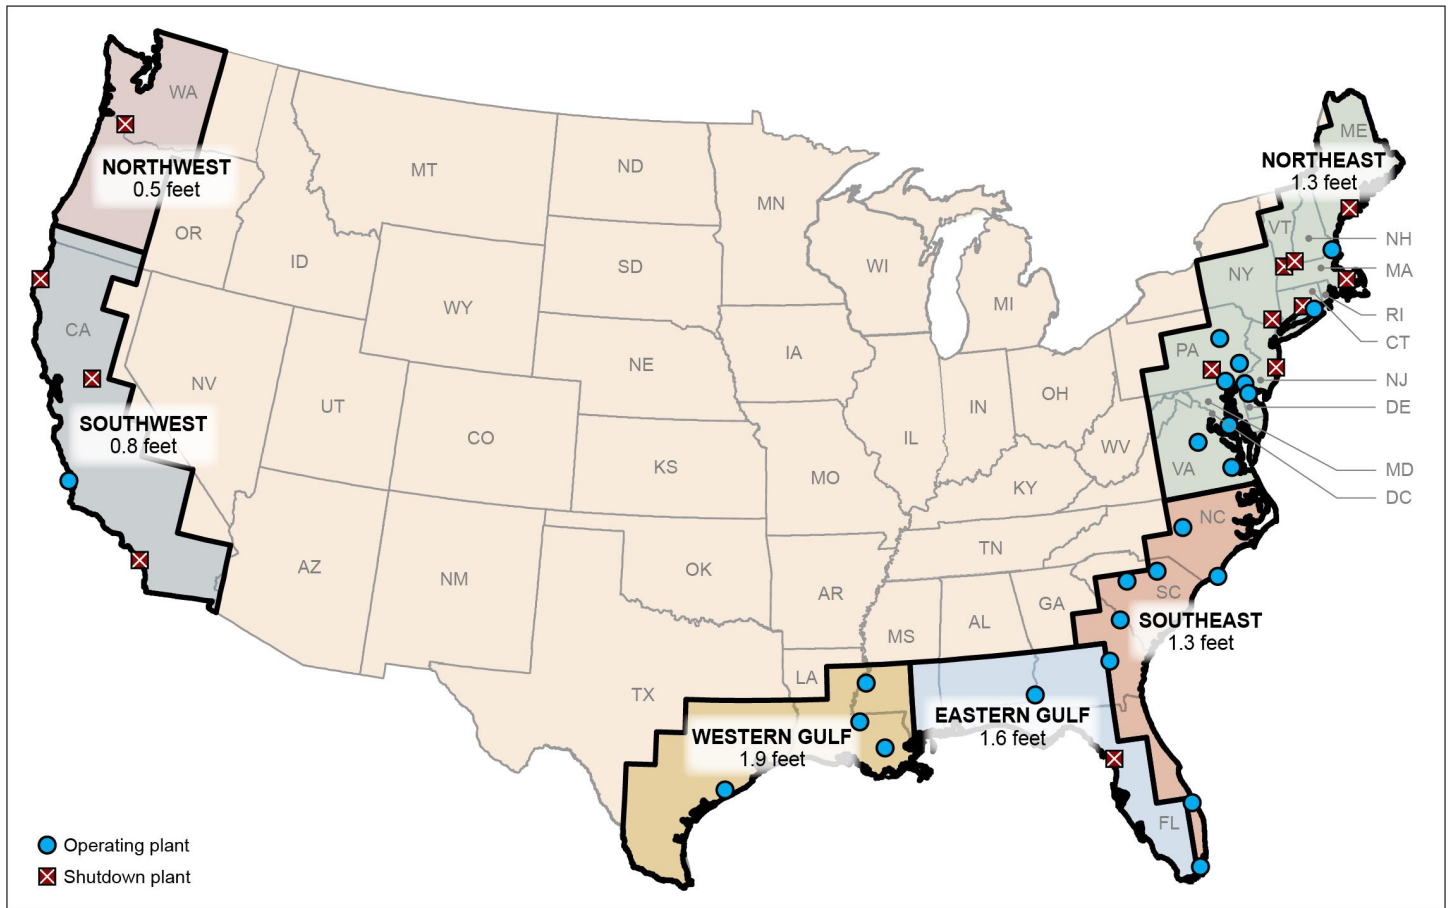 WA
ME
NORTHWEST
0.5 feet
NORTHEAST
1.3 feet
MT
ND
MN
OR
ID
SD
WI
MI
VT
NH
NY
MA
WY
RI
CA
CT
IA
PA
NE
NJ
NV
UT
OH
IN
DE
SOUTHWEST
0.8 feet
CO
IL
WV
KS
MO
VA
MD
KY
DC
NC
TN
AZ
NM
OK
AR
SC
GA
AL
MS
SOUTHEAST
1.3 feet
LA
TX
WESTERN GULF
1.9 feet
EASTERN GULF
1.6 feet
FL
Operating plant
Shutdown plant